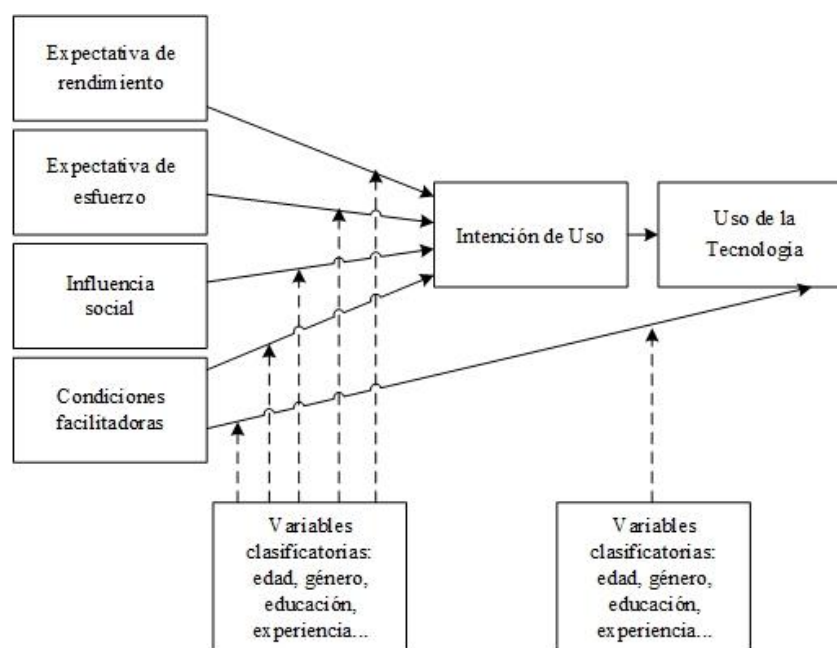 Expectativa de
rendimiento
Expectativa de
esfuerzo
Influencia
social
Condiciones
facilitadoras
Intención de Uso
Uso de la
Tecnología
Variables
clasificatorias:
edad, género,
educación,
experiencia...
Variables
clasificatorias:
edad, género,
educación,
experiencia...